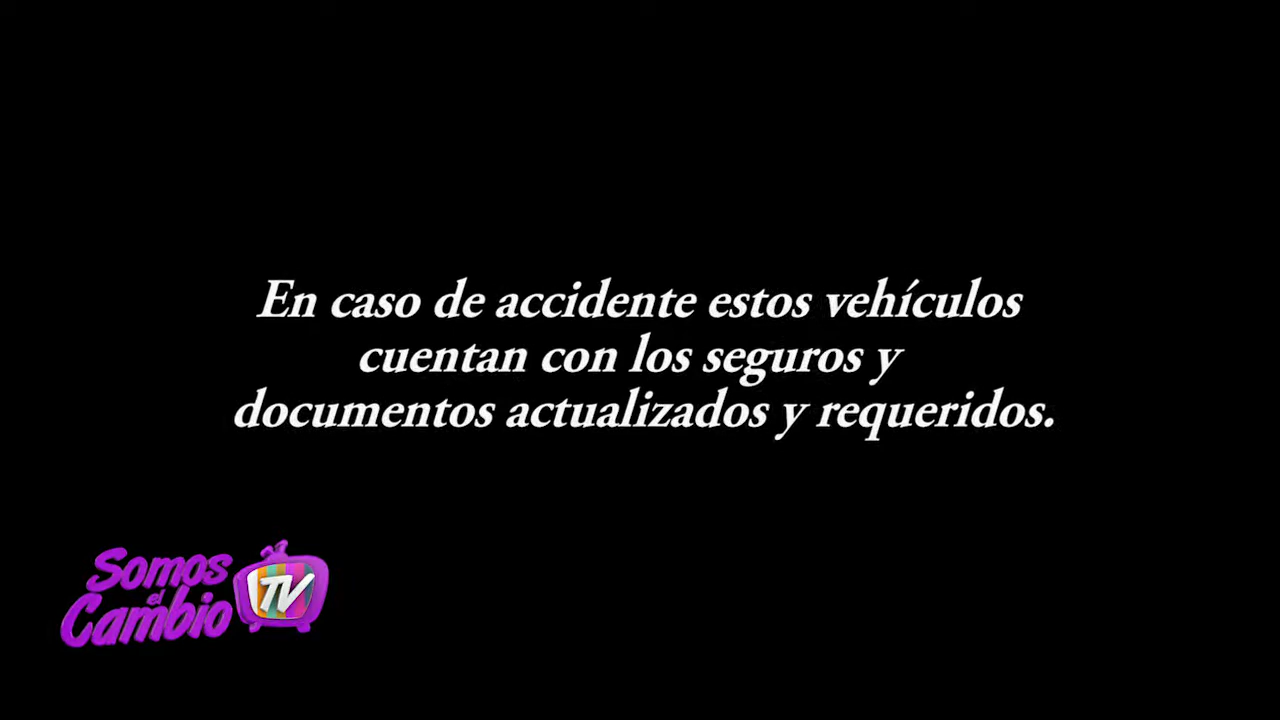 En caso de accidente estos vehículos
cuentan con los seguros y
documentos actualizados y requeridos.
Somos
el
Cambio
TV